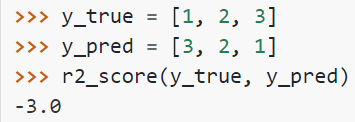 >>> y_true = [1, 2, 3]
>>> y_pred = [3, 2, 1]
>>> r2_score(y_true, y_pred)
-3.0